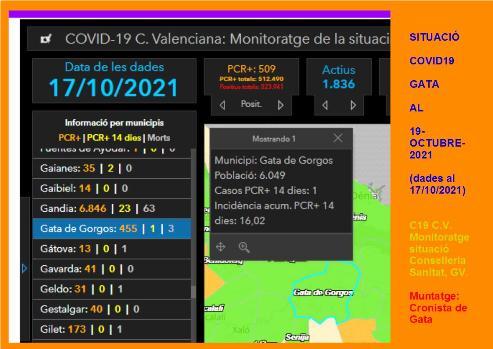 COVID-19 C. Valenciana: Monitoratge de la situaci
Data de les dades
17/10/2021
PCR+: 509
PCR+ totals: 512.490
Positius totals: 523.941
Posit.
Actius
1.836
Informació per municipis
PCR+ | PCR+ 14 dies | Morts
Fuentes de Ayódar: 1 | 0 | 0
Gaianes: 35 | 2 | 0
Gaibiel: 14 | 0 | 0
Gandia: 6.846 | 23 | 63
Gata de Gorgos: 455 | 1 | 3
Gátova: 13 | 0 | 1
Gavarda: 41 | 0 | 0
Geldo: 31 | 0 | 1
Gestalgar: 40 | 0 | 0
Gilet: 173 | 0 | 1
Mostrando 1
Municipi: Gata de Gorgos
Població: 6.049
Casos PCR+ 14 dies: 1
Incidència acum. PCR+ 14
dies: 16,02
Dénia
Gata de Gorgos
Xaló
Senija
SITUACIÓ
COVID19
GATA
AL
19-
OCTUBRE-
2021
(dades al
17/10/2021)
C19 C.V.
Monitoratge
situació
Conselleria
Sanitat, GV.
Muntatge:
Cronista de
Gata